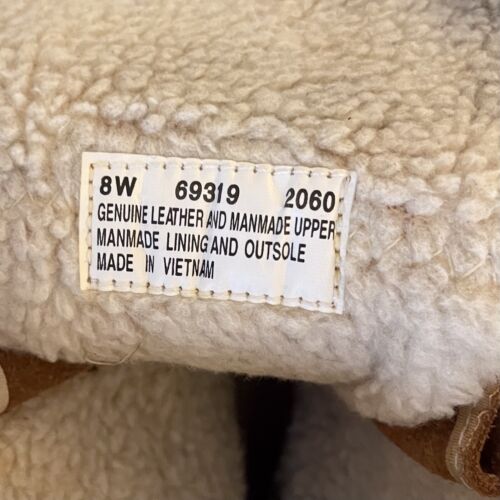 8W 69319 2060
GENUINE LEATHER AND MANMADE UPPER
MANMADE LINING AND OUTSOLE
MADE IN VIETNAM